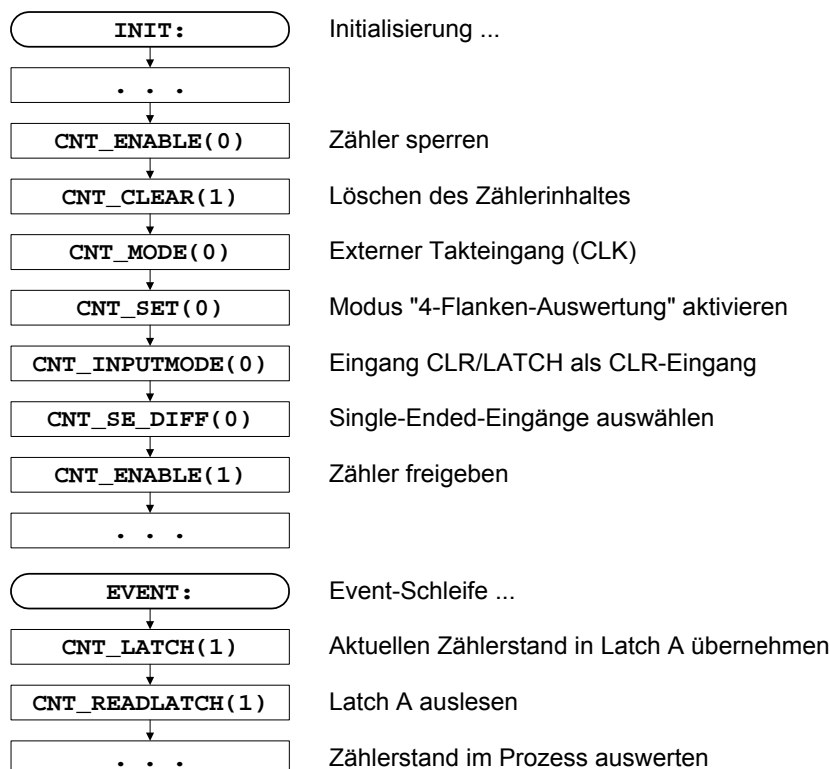 INIT: Initialisierung ...
. . .
CNT_ENABLE(0) Zähler sperren
CNT_CLEAR(1) Löschen des Zählerinhaltes
CNT_MODE(0) Externer Takteingang (CLK)
CNT_SET(0) Modus "4-Flanken-Auswertung" aktivieren
CNT_INPUTMODE(0) Eingang CLR/LATCH als CLR-Eingang
CNT_SE_DIFF(0) Single-Ended-Eingänge auswählen
CNT_ENABLE(1) Zähler freigeben
. . .
EVENT: Event-Schleife ...
CNT_LATCH(1) Aktuellen Zählerstand in Latch A übernehmen
CNT_READLATCH(1) Latch A auslesen
. . . Zählerstand im Prozess auswerten